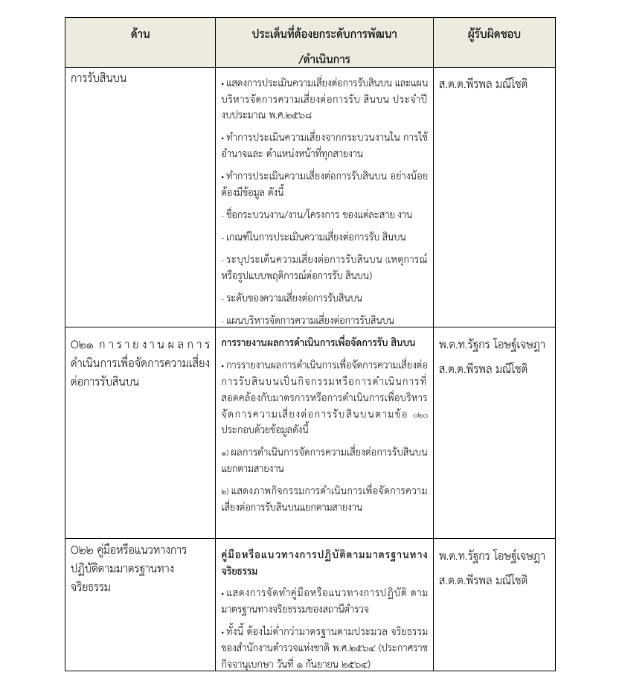 ด้าน
ประเด็นที่ต้องยกระดับการพัฒนา
/ดำเนินการ
ผู้รับผิดชอบ
การรับสินบน
• แสดงการประเมินความเสี่ยงต่อการรับสินบน และแผน
บริหารจัดการความเสี่ยงต่อการรับ สินบน ประจำปี
งบประมาณ พ.ศ.๒๕๖๘
• ทำการประเมินความเสี่ยงจากกระบวนงานใน การใช้
อำนาจและ ตำแหน่งหน้าที่ทุกสายงาน
• ทำการประเมินความเสี่ยงต่อการรับสินบน อย่างน้อย
ต้องมีข้อมูล ดังนี้
- ชื่อกระบวนงาน/งาน/โครงการ ของแต่ละสาย งาน
- เกณฑ์ในการประเมินความเสี่ยงต่อการรับ สินบน
- ระบุประเด็นความเสี่ยงต่อการรับสินบน (เหตุการณ์
หรือรูปแบบพฤติการณ์ต่อการรับ สินบน)
- ระดับของความเสี่ยงต่อการรับสินบน
- แผนบริหารจัดการความเสี่ยงต่อการรับสินบน
ส.ต.ต.พีรพล มณีโชติ
O๒๑ การรายงานผลการ
ดำเนินการเพื่อจัดการความเสี่ยง
ต่อการรับสินบน
การรายงานผลการดำเนินการเพื่อจัดการรับ สินบน
• การรายงานผลการดำเนินการเพื่อจัดการความเสี่ยงต่อ
การรับสินบนเป็นกิจกรรมหรือการดำเนินการที่
สอดคล้องกับมาตรการหรือการดำเนินการเพื่อบริหาร
จัดการความเสี่ยงต่อการรับสินบนตามข้อ ๐๒๐
ประกอบด้วยข้อมูลดังนี้
๑) ผลการดำเนินการจัดการความเสี่ยงต่อการรับสินบน
แยกตามสายงาน
๒) แสดงภาพกิจกรรมการดำเนินการเพื่อจัดการความ
เสี่ยงต่อการรับสินบนแยกตามสายงาน
พ.ต.ท.รัฐกร โอษฐ์เจษฎา
ส.ต.ต.พีรพล มณีโชติ
O๒๒ คู่มือหรือแนวทางการ
ปฏิบัติตามมาตรฐานทาง
จริยธรรม
คู่มือหรือแนวทางการปฏิบัติตามมาตรฐานทาง
จริยธรรม
• แสดงการจัดทำคู่มือหรือแนวทางการปฏิบัติ ตาม
มาตรฐานทางจริยธรรมของสถานีตำรวจ
• ทั้งนี้ ต้องไม่ต่ำกว่ามาตรฐานตามประมวล จริยธรรม
ของสำนักงานตำรวจแห่งชาติ พ.ศ.๒๕๖๔ (ประกาศราช
กิจจานุเบกษา วันที่ ๑ กันยายน ๒๕๖๔)
พ.ต.ท.รัฐกร โอษฐ์เจษฎา
ส.ต.ต.พีรพล มณีโชติ